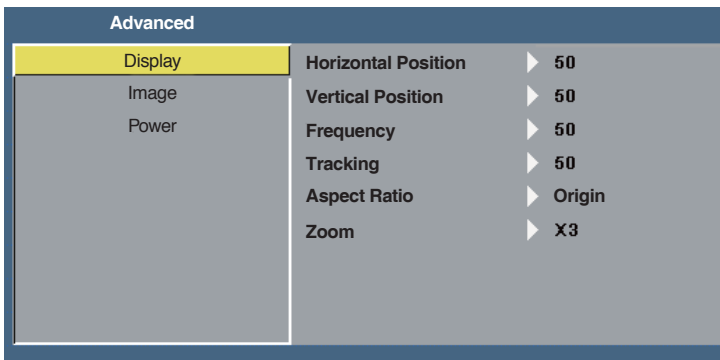 Advanced
Display
Image
Power
Horizontal Position 50
Vertical Position 50
Frequency 50
Tracking 50
Aspect Ratio Origin
Zoom X3